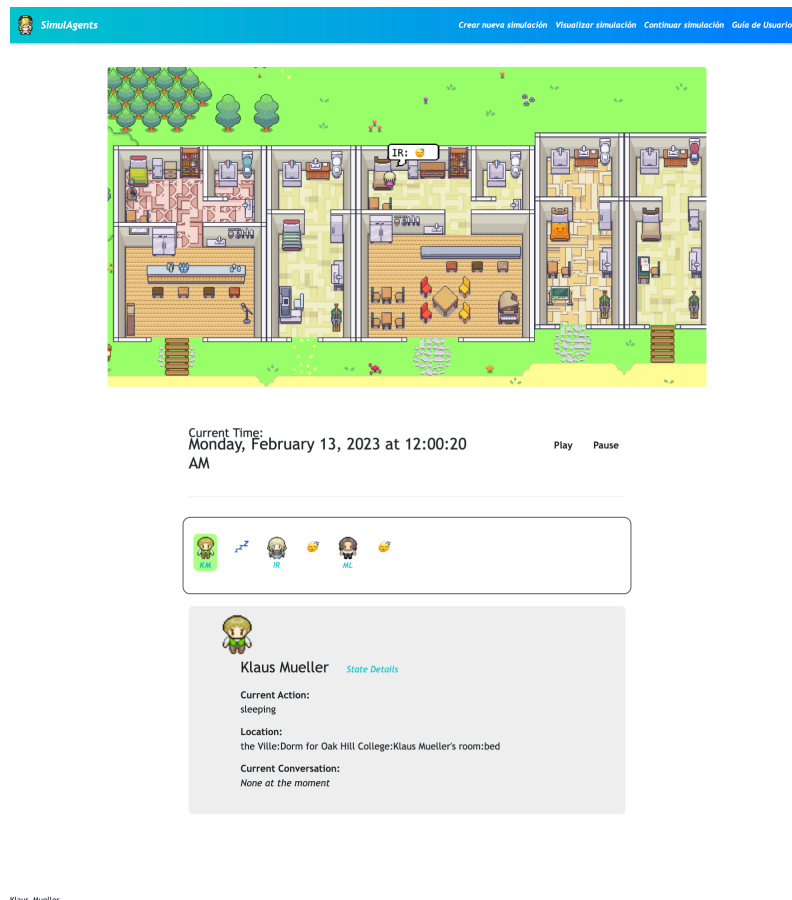 SimulAgents
Crear nueva simulación Visualizar simulación Continuar simulación Guía de Usuario
IR:
Current Time:
Monday, February 13, 2023 at 12:00:20
AM
Play Pause
zzZ
KM IR ML
Klaus Mueller State Details
Current Action:
sleeping
Location:
the Ville:Dorm for Oak Hill College:Klaus Mueller's room:bed
Current Conversation:
None at the moment
Klaus Mueller